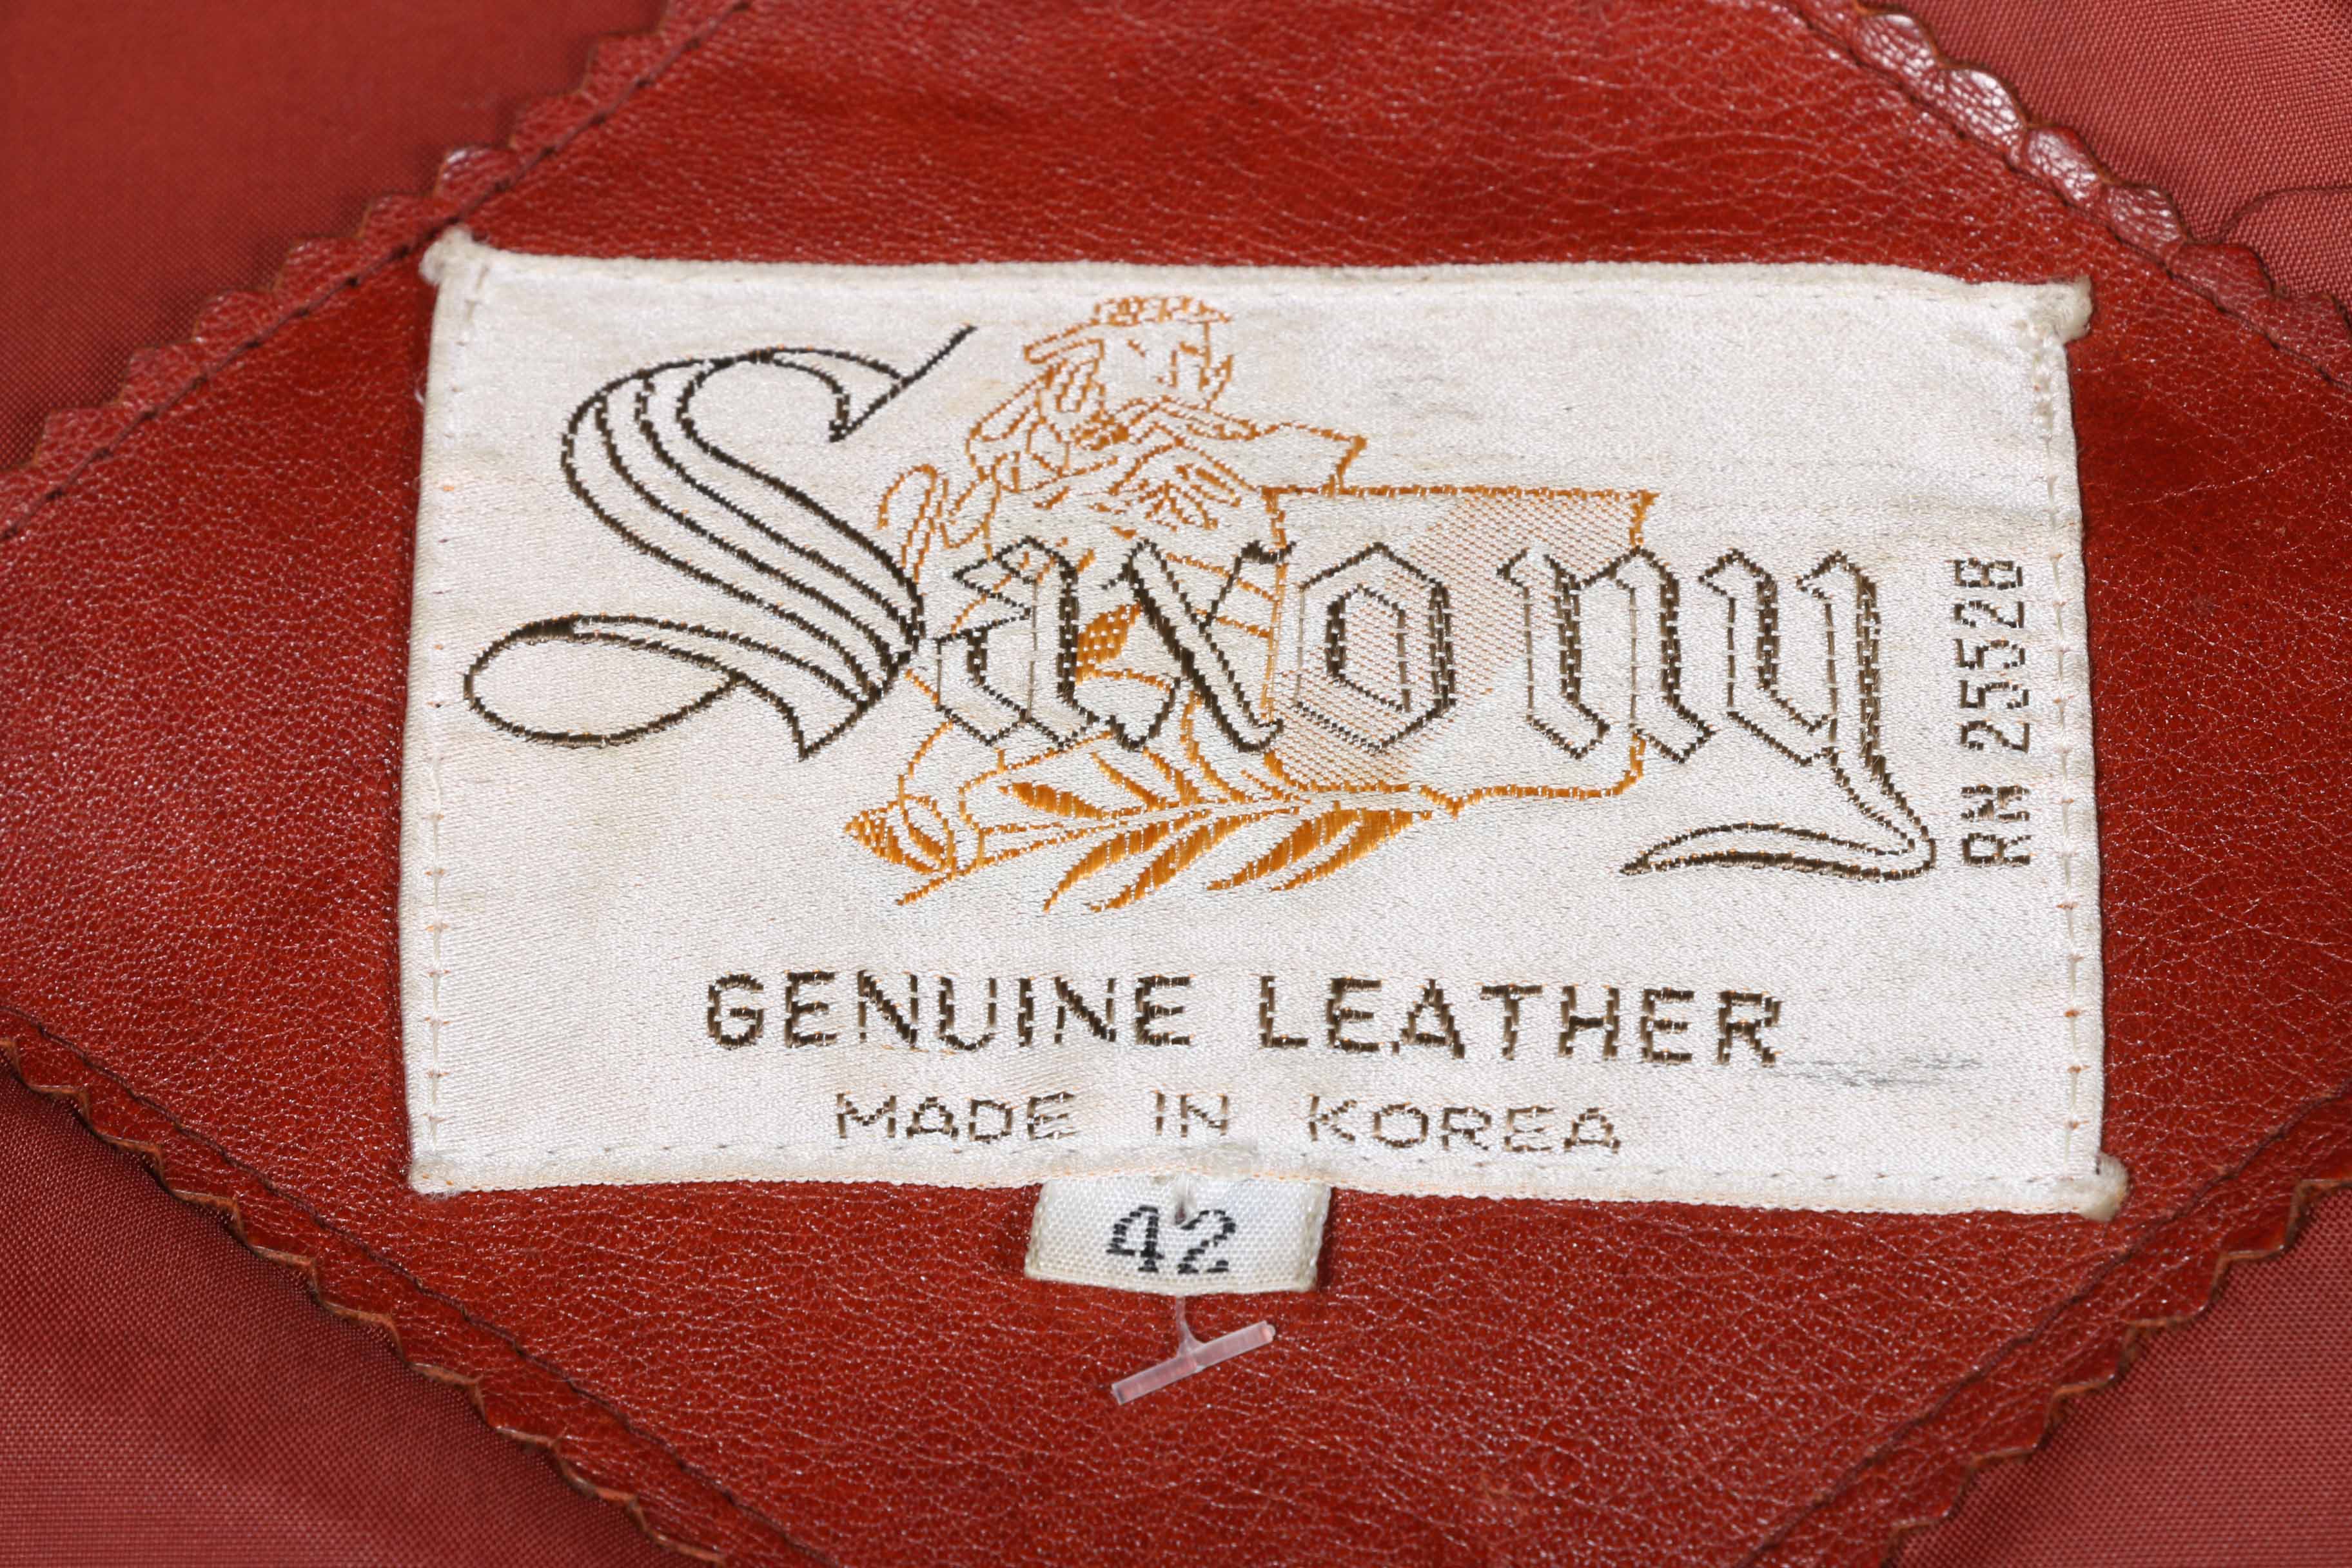 Saxony
RN 25528
GENUINE LEATHER
MADE IN KOREA
42